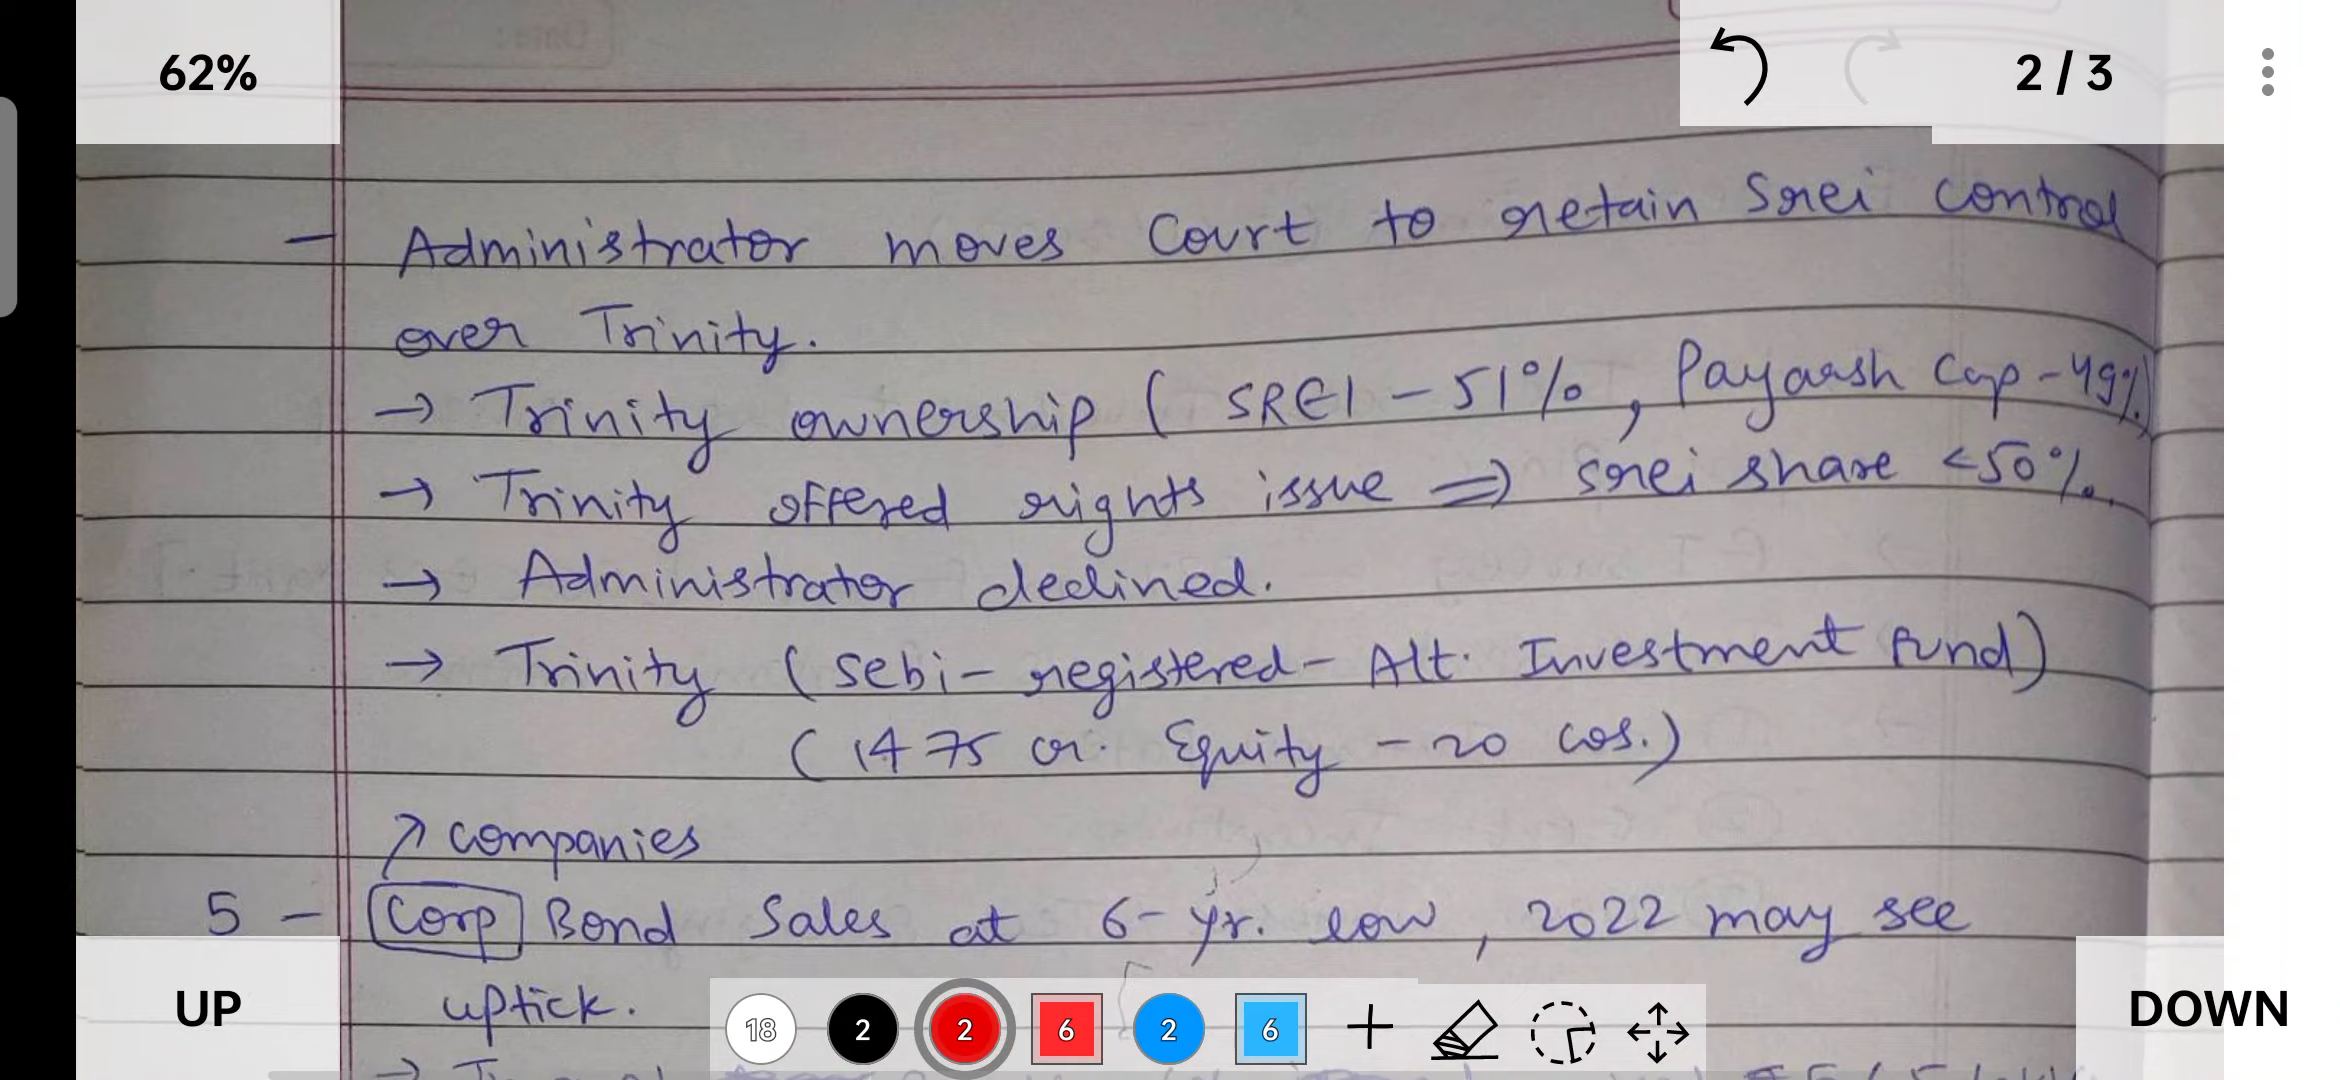 62%
2 / 3
- Administrator moves Court to retain Srei control
over Trinity.
→ Trinity ownership ( SREI - 51%, Payaash Cap - 49%)
→ Trinity offered rights issue ⇒ srei share <50%.
→ Administrator declined.
→ Trinity (Sebi- registered- Alt. Investment Fund)
(1475 cr. Equity - 20 cos.)
↗ companies
5 - Corp Bond Sales at 6-yr. low, 2022 may see
uptick.
UP
18 2 2 6 2 6
DOWN